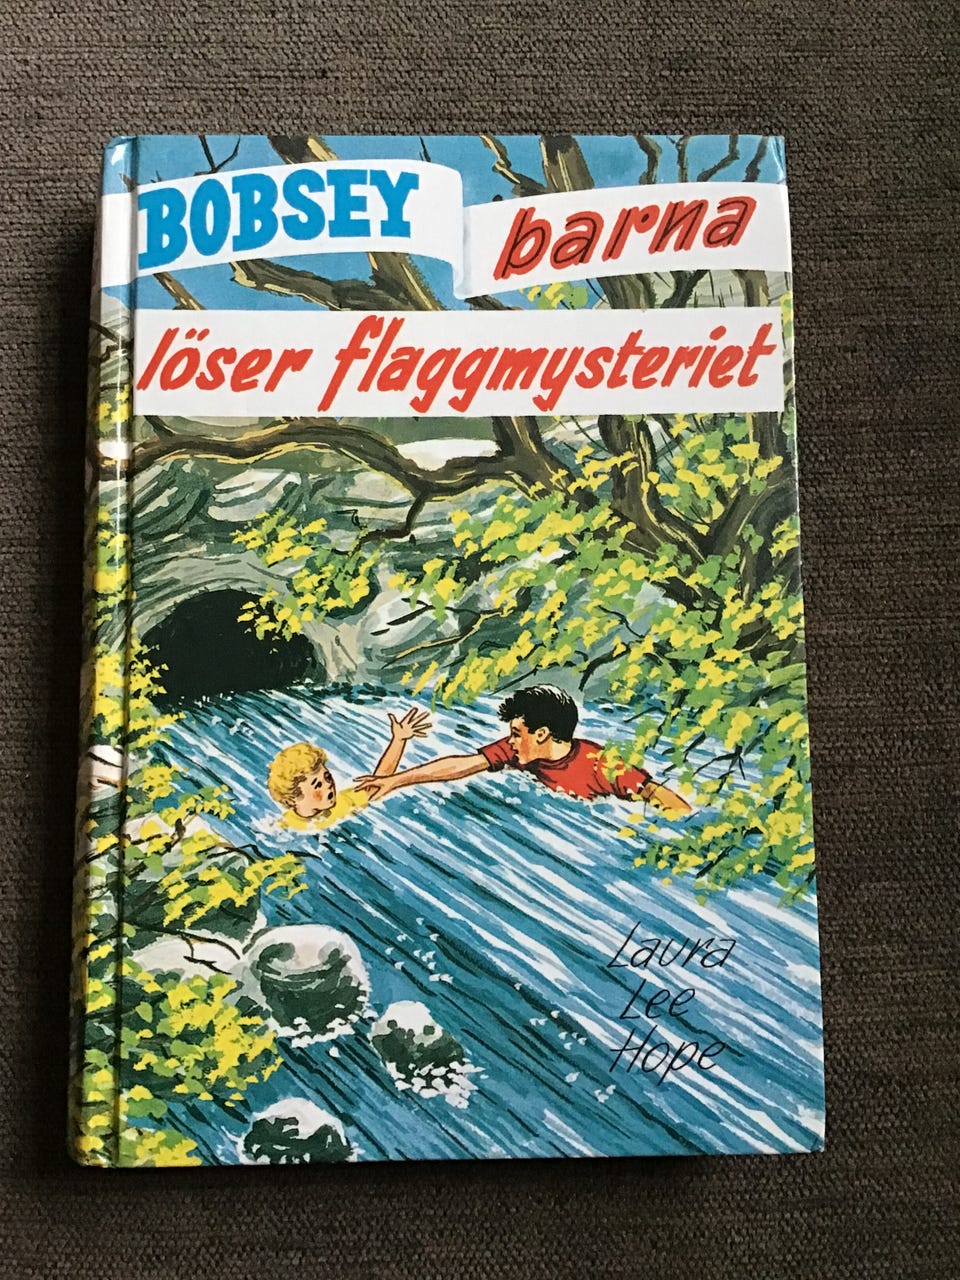 BOBSEY barna
löser flaggmysteriet
Laura
Lee
Hope